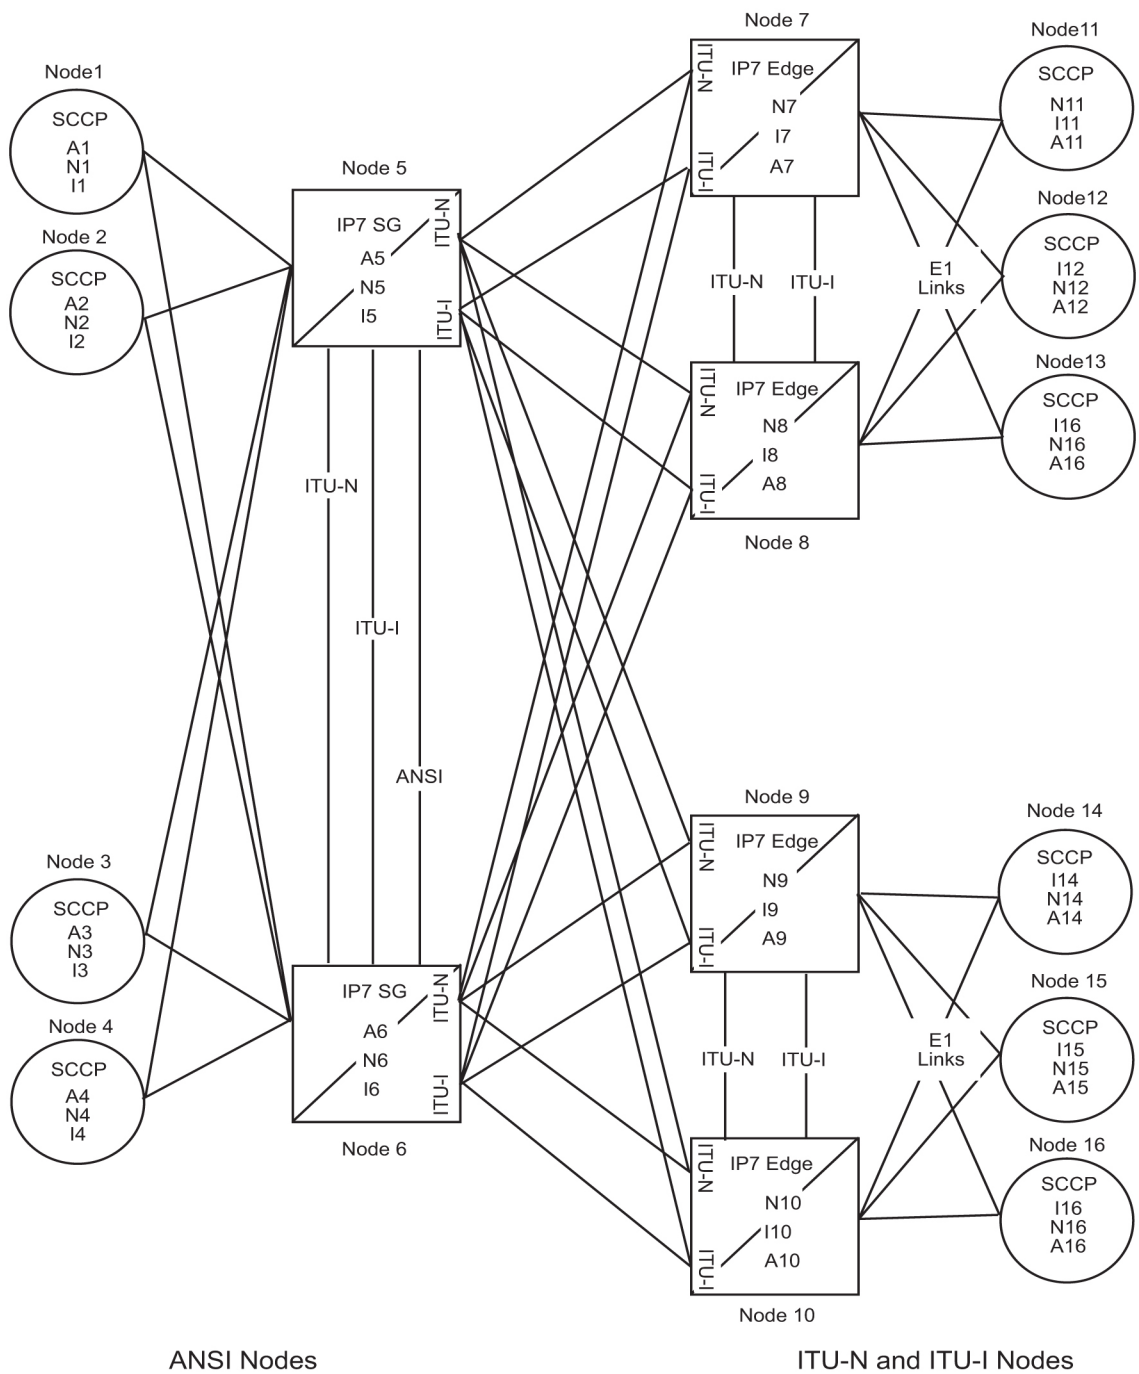 Node1
SCCP
A1
N1
I1
Node 2
SCCP
A2
N2
I2
Node 3
SCCP
A3
N3
I3
Node 4
SCCP
A4
N4
I4
Node 5
IP7 SG
A5
N5
I5
ITU-N
ITU-I
ITU-N
ITU-I
ANSI
IP7 SG
A6
N6
I6
ITU-N
ITU-I
Node 6
Node 7
ITU-N
IP7 Edge
N7
I7
A7
ITU-I
ITU-N
ITU-I
ITU-N
IP7 Edge
N8
I8
A8
ITU-I
Node 8
Node 9
ITU-N
IP7 Edge
N9
I9
A9
ITU-I
ITU-N
ITU-I
ITU-N
IP7 Edge
N10
I10
A10
ITU-I
Node 10
Node11
SCCP
N11
I11
A11
Node12
SCCP
I12
N12
A12
E1
Links
Node13
SCCP
I16
N16
A16
Node 14
SCCP
I14
N14
A14
Node 15
SCCP
I15
N15
A15
E1
Links
Node 16
SCCP
I16
N16
A16
ANSI Nodes
ITU-N and ITU-I Nodes